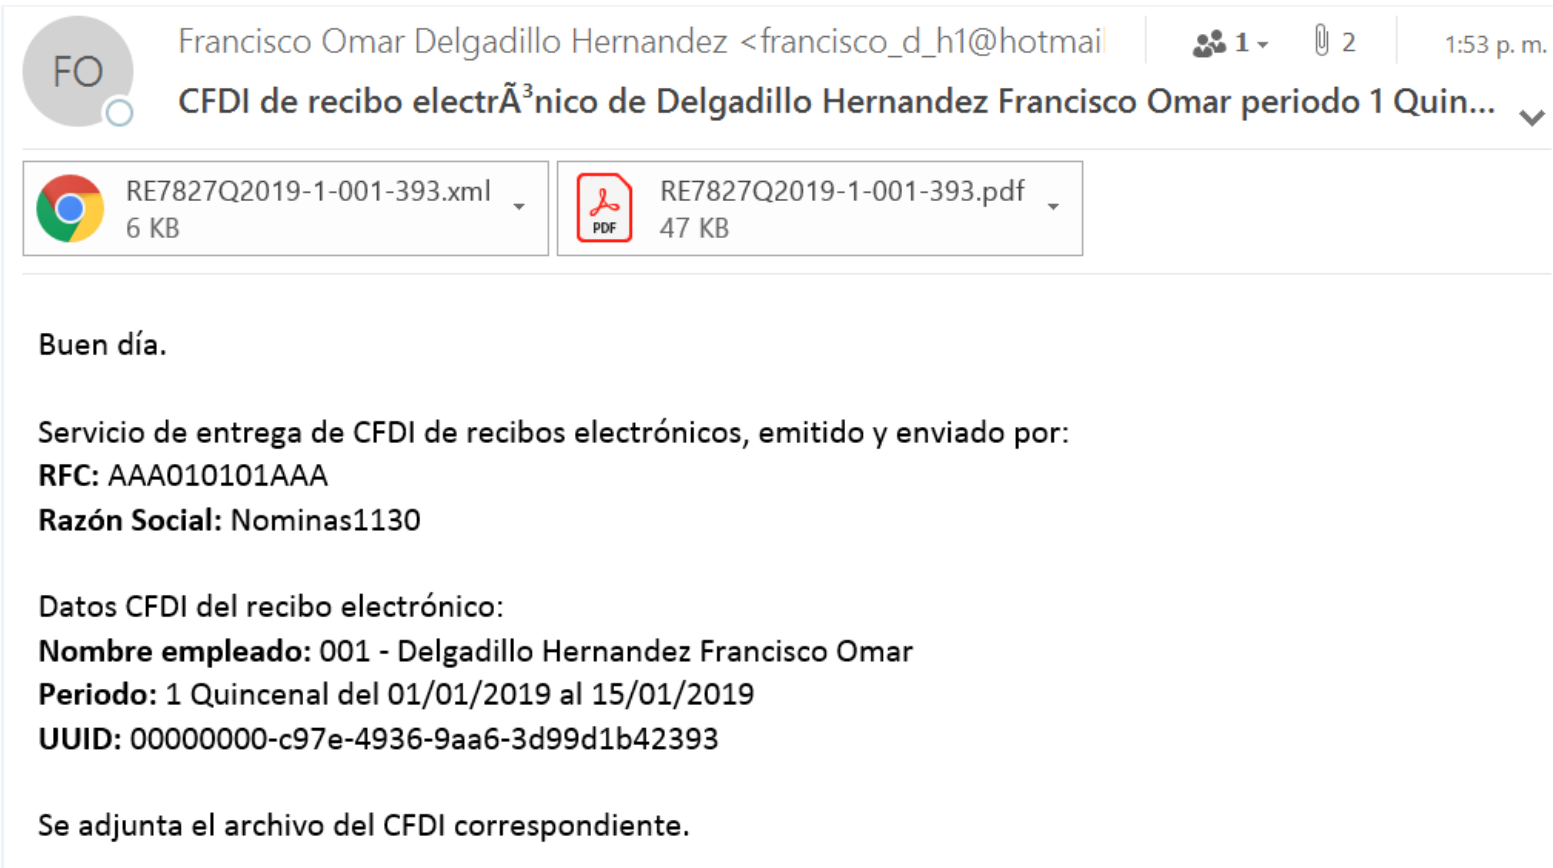 FO
Francisco Omar Delgadillo Hernandez <francisco_d_h1@hotmail
1
2
1:53 p. m.
CFDI de recibo electrÃ³nico de Delgadillo Hernandez Francisco Omar periodo 1 Quin...
RE7827Q2019-1-001-393.xml
6 KB
PDF
RE7827Q2019-1-001-393.pdf
47 KB
Buen día.
Servicio de entrega de CFDI de recibos electrónicos, emitido y enviado por:
RFC: AAA010101AAA
Razón Social: Nominas1130
Datos CFDI del recibo electrónico:
Nombre empleado: 001 - Delgadillo Hernandez Francisco Omar
Periodo: 1 Quincenal del 01/01/2019 al 15/01/2019
UUID: 00000000-c97e-4936-9aa6-3d99d1b42393
Se adjunta el archivo del CFDI correspondiente.